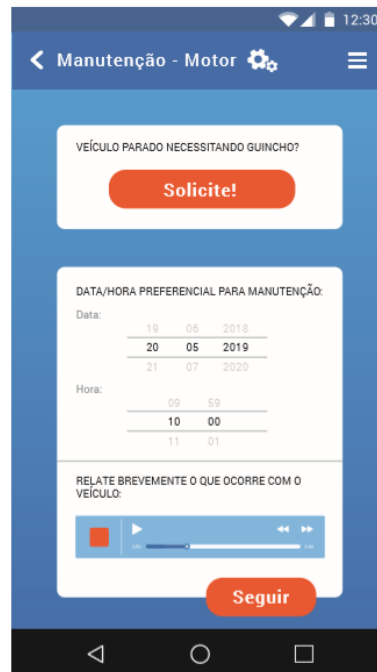 12:30
Manutenção - Motor
VEÍCULO PARADO NECESSITANDO GUINCHO?
Solicite!
DATA/HORA PREFERENCIAL PARA MANUTENÇÃO:
Data:
19 06 2018
20 05 2019
21 07 2020
Hora:
09 59
10 00
11 01
RELATE BREVEMENTE O QUE OCORRE COM O
VEÍCULO:
Seguir